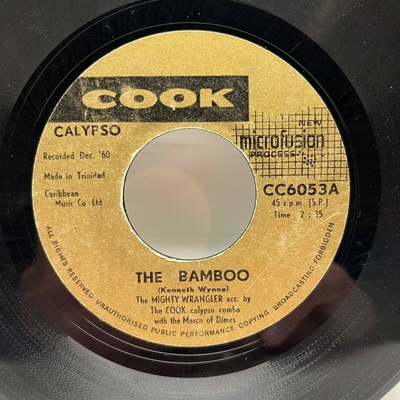 COOK
CALYPSO
NEW
microfusion
PROCESS
Recorded Dec. '60
Made in Trinidad
Caribbean
Music Co Ltd
CC6053A
45 r.p.m. (S.P.)
Time 2:35
THE BAMBOO
(Kenneth Wynne)
The MIGHTY WRANGLER acc. by
The COOK calypso combo
with the March of Dimes
ALL RIGHTS RESERVED UNAUTHORISED PUBLIC PERFORMANCE COPYING, BROADCASTING FORBIDDEN